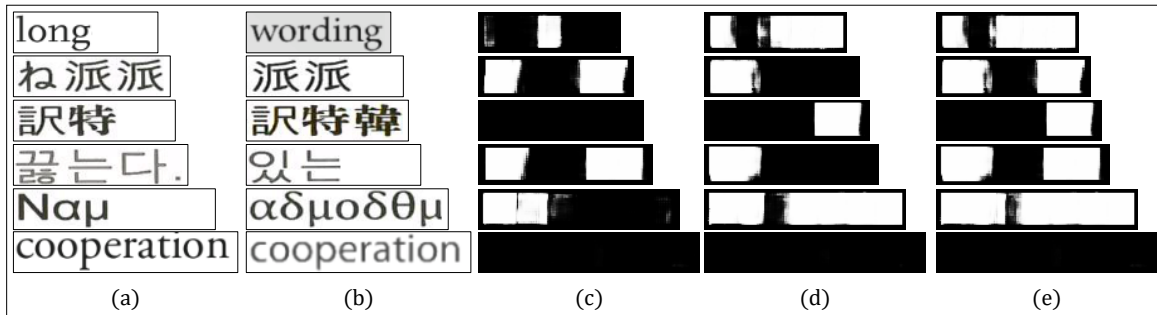 long wording
ね派派 派派
訳特 訳特韓
끓는다. 있는
Ναμ αδμοδθμ
cooperation cooperation
(a) (b) (c) (d) (e)